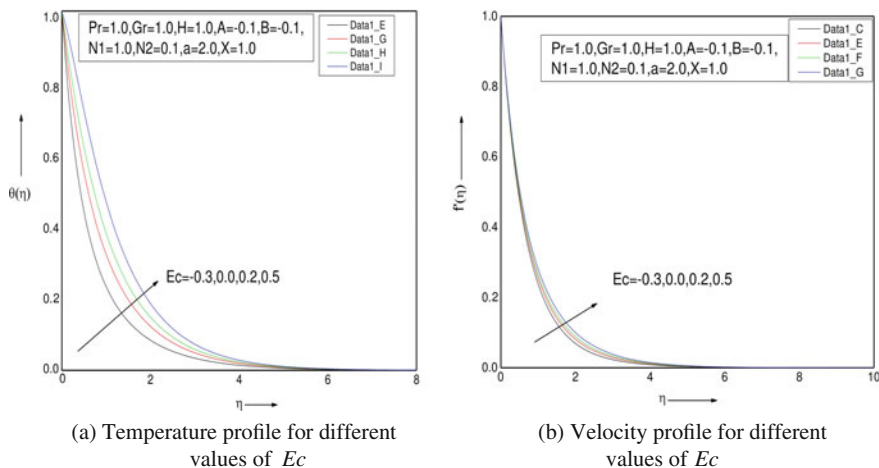 Pr=1.0,Gr=1.0,H=1.0,A=-0.1,B=-0.1,
N1=1.0,N2=0.1,a=2.0,X=1.0
Data1_E
Data1_G
Data1_H
Data1_I
1.0
0.8
0.6
0.4
0.2
0.0
θ(η)
Ec=-0.3,0.0,0.2,0.5
0
2
4
6
8
η
(a) Temperature profile for different
values of Ec
Pr=1.0,Gr=1.0,H=1.0,A=-0.1,B=-0.1,
N1=1.0,N2=0.1,a=2.0,X=1.0
Data1_C
Data1_E
Data1_F
Data1_G
1.0
0.8
0.6
0.4
0.2
0.0
f'(η)
Ec=-0.3,0.0,0.2,0.5
0
2
4
6
8
10
η
(b) Velocity profile for different
values of Ec